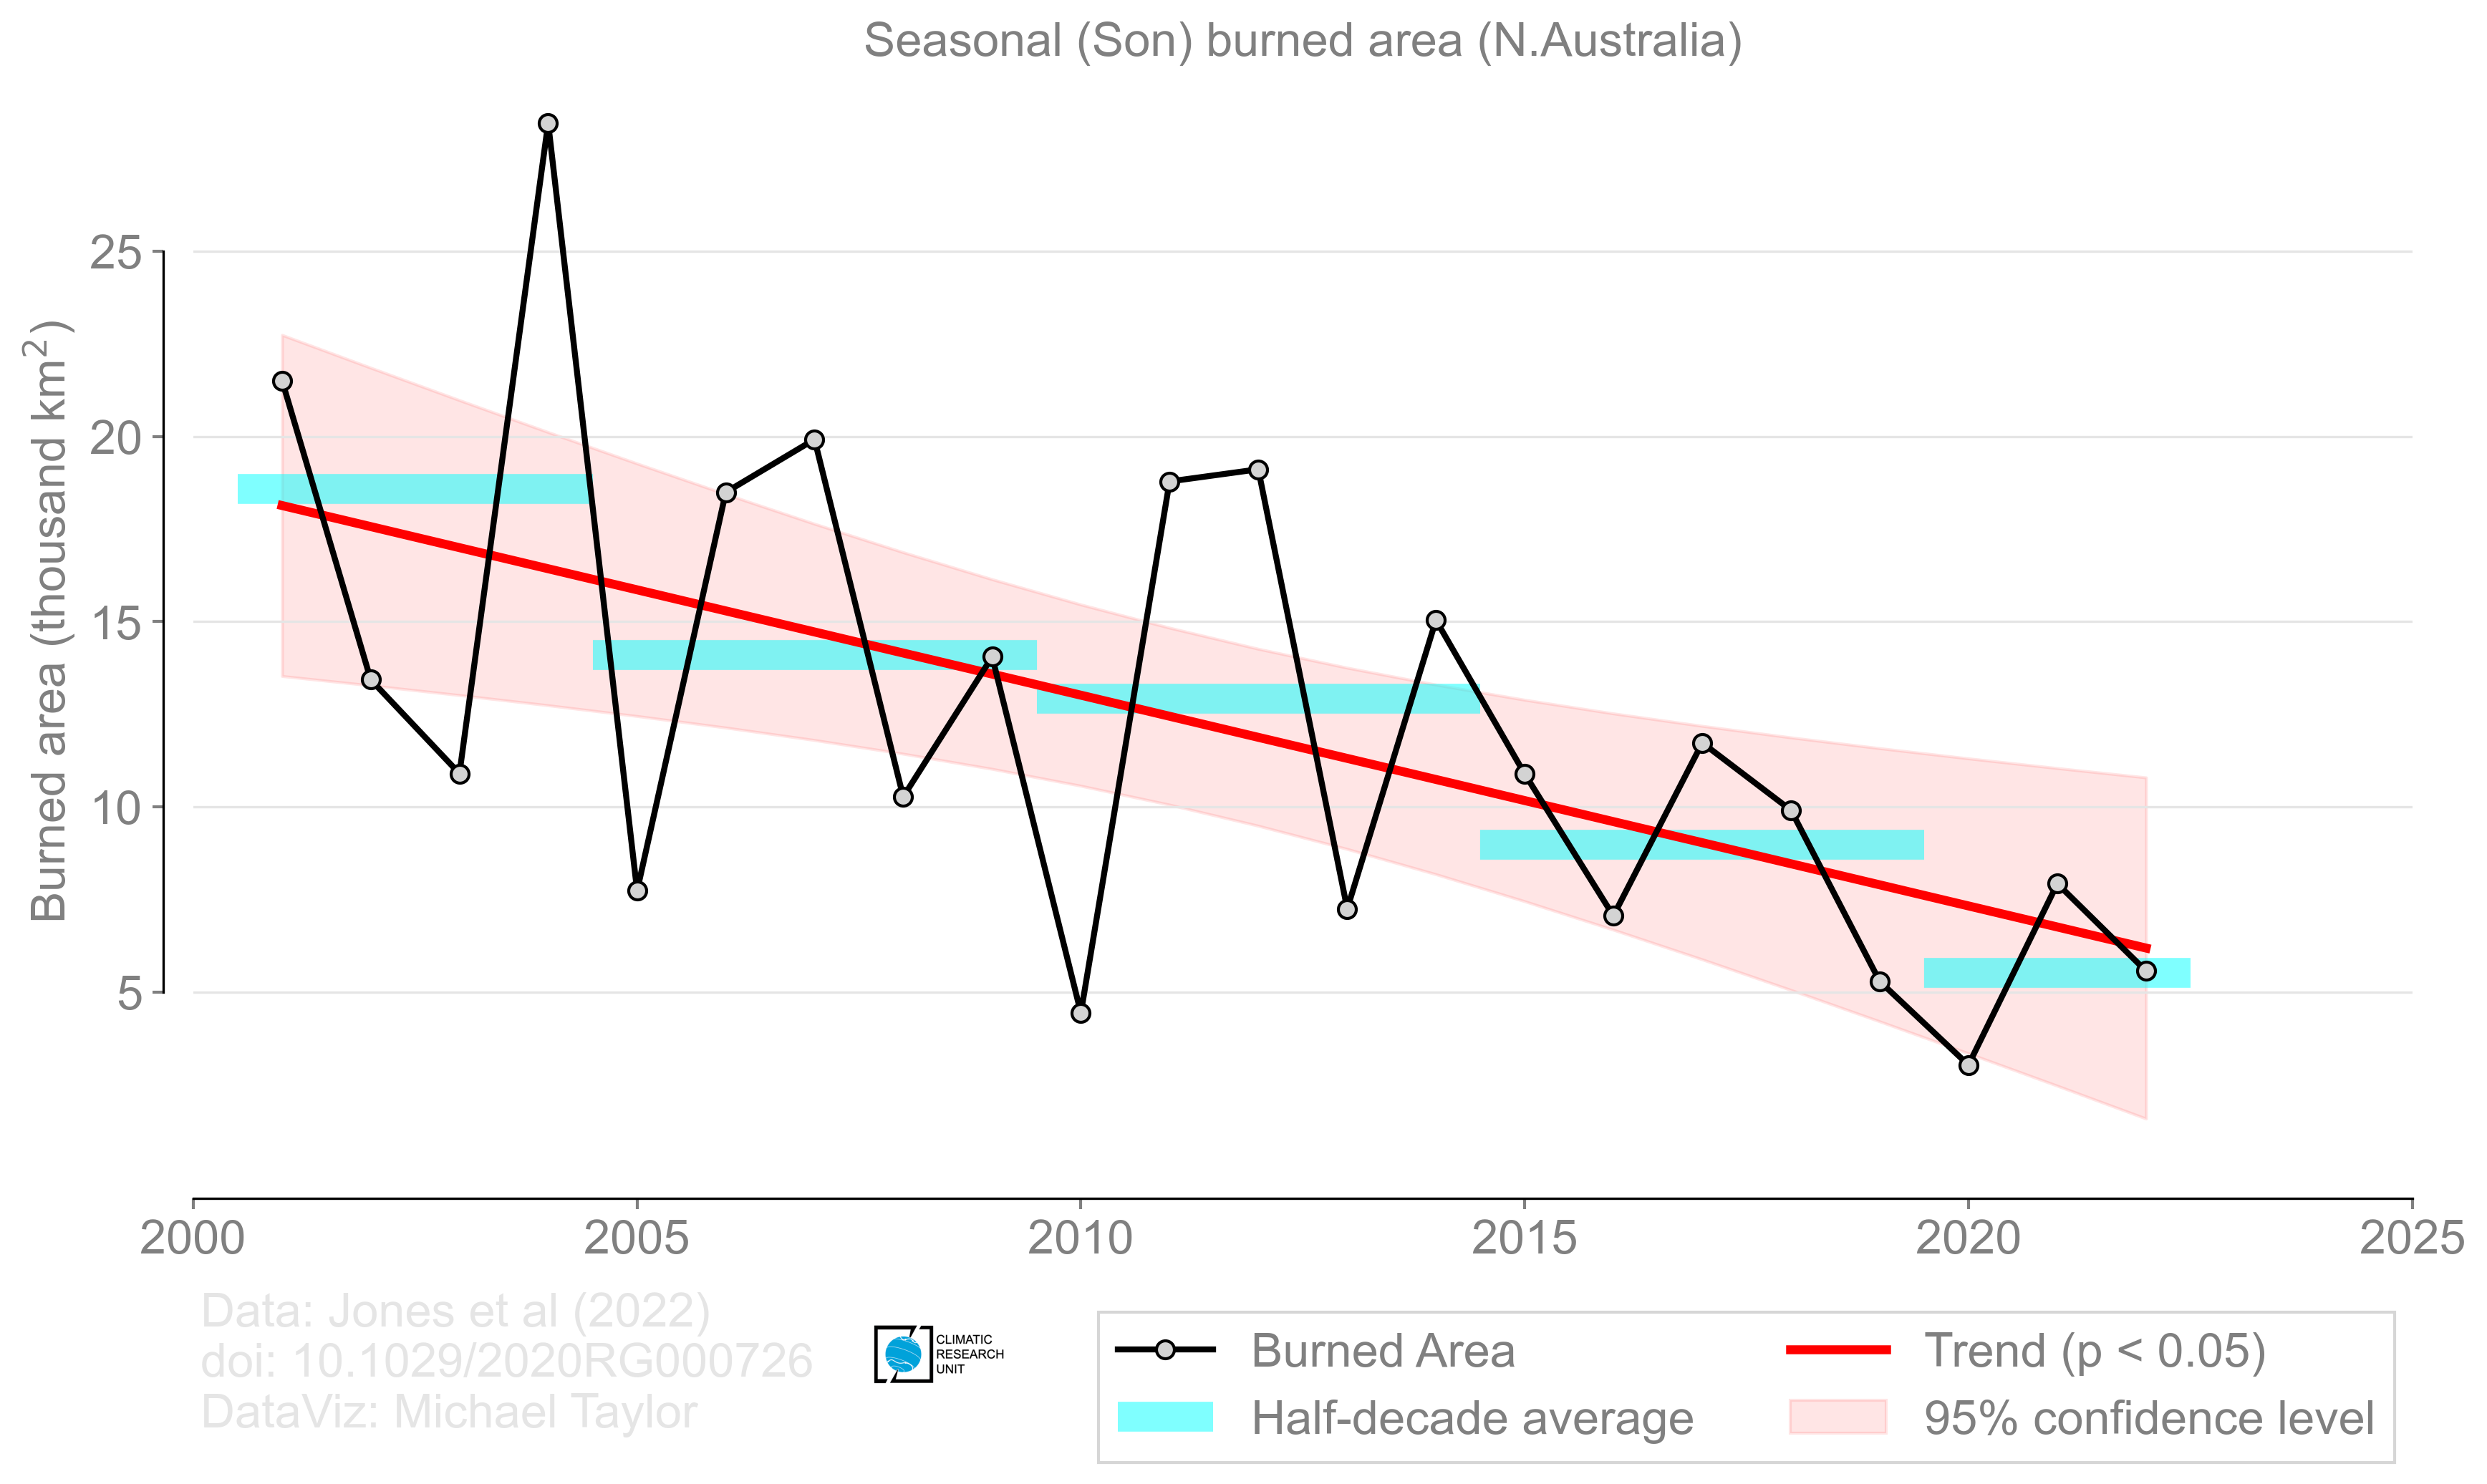 Seasonal (Son) burned area (N.Australia)
Burned area (thousand km²)
25
20
15
10
5
2000 2005 2010 2015 2020 2025
Data: Jones et al (2022)
doi: 10.1029/2020RG000726
DataViz: Michael Taylor
CLIMATIC
RESEARCH
UNIT
Burned Area
Half-decade average
Trend (p < 0.05)
95% confidence level